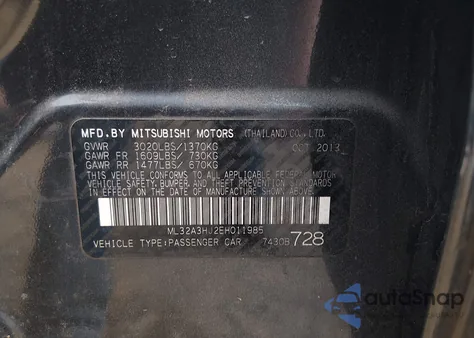 MFD.BY MITSUBISHI MOTORS (THAILAND)CO.,LTD.
GVWR 3020LBS/1370KG OCT 2013
GAWR FR 1609LBS/ 730KG
GAWR RR 1477LBS/ 670KG
THIS VEHICLE CONFORMS TO ALL APPLICABLE FEDERAL MOTOR
VEHICLE SAFETY, BUMPER, AND THEFT PREVENTION STANDARDS
IN EFFECT ON THE DATE OF MANUFACTURE SHOWN ABOVE.
ML32A3HJ2EH011985
VEHICLE TYPE:PASSENGER CAR 7430B 728
autoSnap